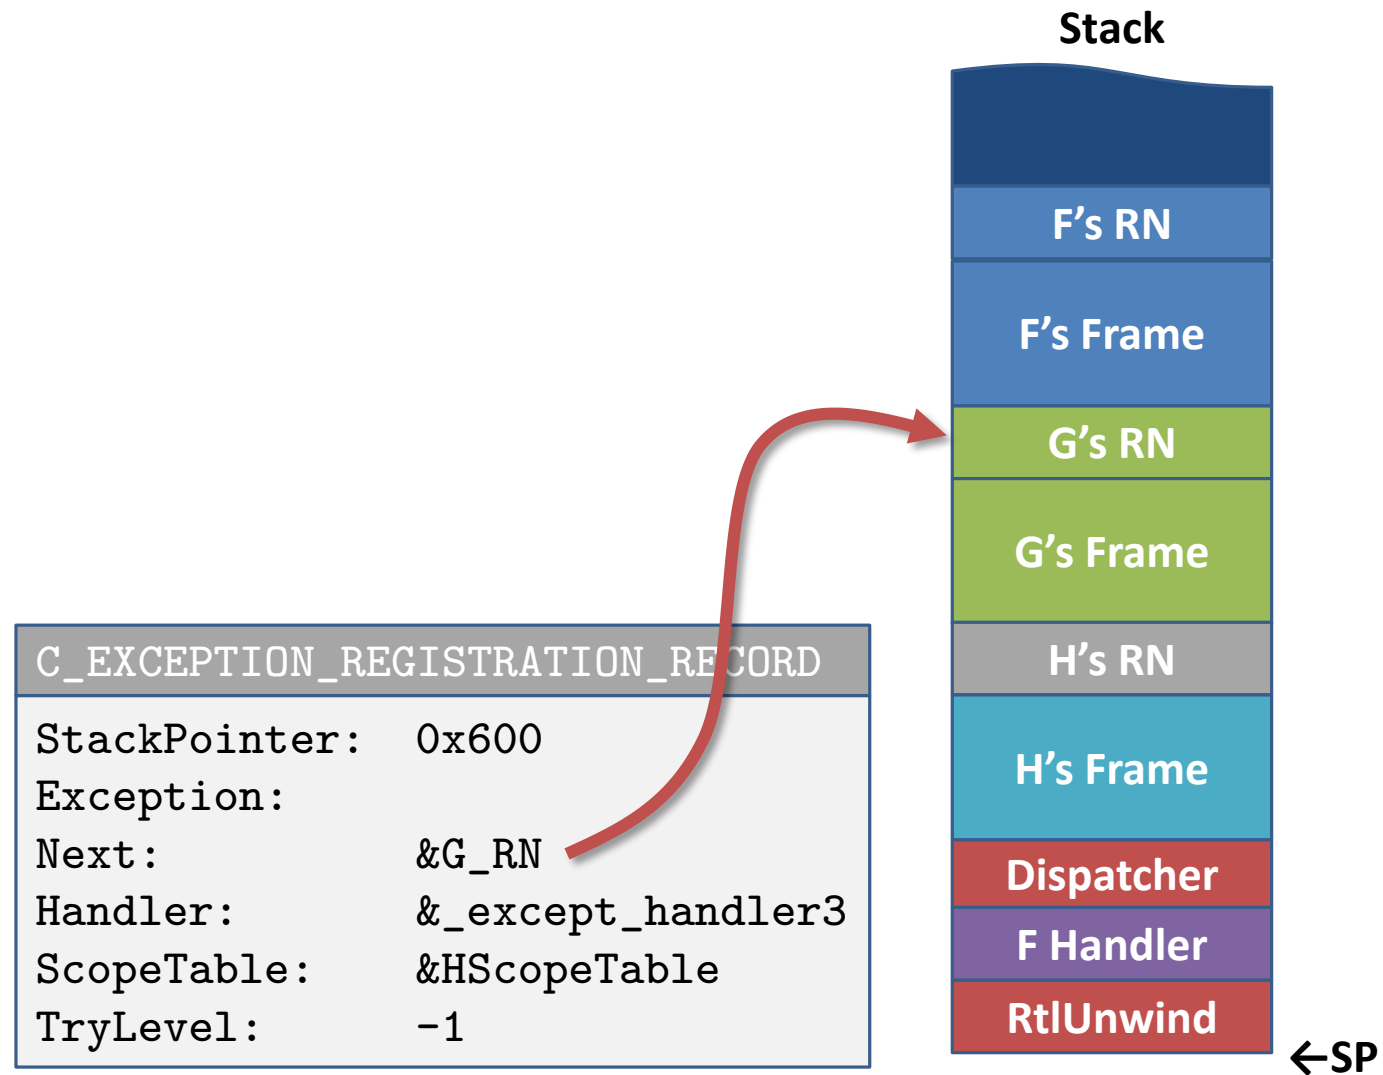 Stack
F’s RN
F’s Frame
G’s RN
G’s Frame
H’s RN
H’s Frame
Dispatcher
F Handler
RtlUnwind
←SP
C_EXCEPTION_REGISTRATION_RECORD
StackPointer: 0x600
Exception:
Next: &G_RN
Handler: &_except_handler3
ScopeTable: &HScopeTable
TryLevel: -1